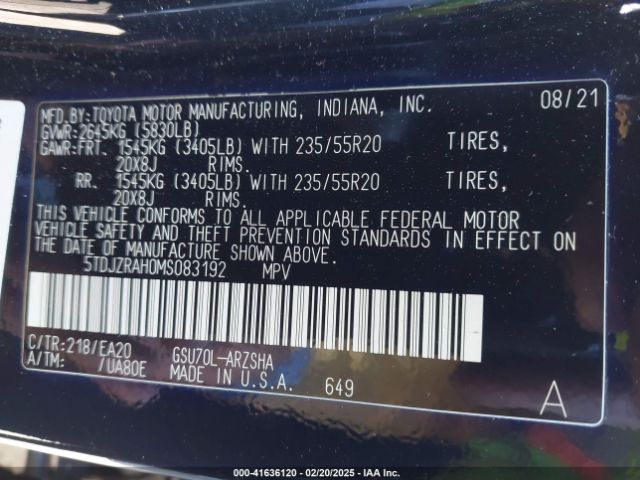 MFD.BY:TOYOTA MOTOR MANUFACTURING, INDIANA, INC. 08/21
GVWR:2645KG (5830LB)
GAWR:FRT. 1545KG (3405LB) WITH 235/55R20 TIRES,
20X8J RIMS.
RR. 1545KG (3405LB) WITH 235/55R20 TIRES,
20X8J RIMS.
THIS VEHICLE CONFORMS TO ALL APPLICABLE FEDERAL MOTOR
VEHICLE SAFETY AND THEFT PREVENTION STANDARDS IN EFFECT ON
THE DATE OF MANUFACTURE SHOWN ABOVE.
5TDJZRAH0MS083192 MPV
C/TR:218/EA20 GSU70L-ARZSHA
A/TM: /UA80E MADE IN U.S.A. 649 A
000-41636120 — 02/20/2025 — IAA Inc.